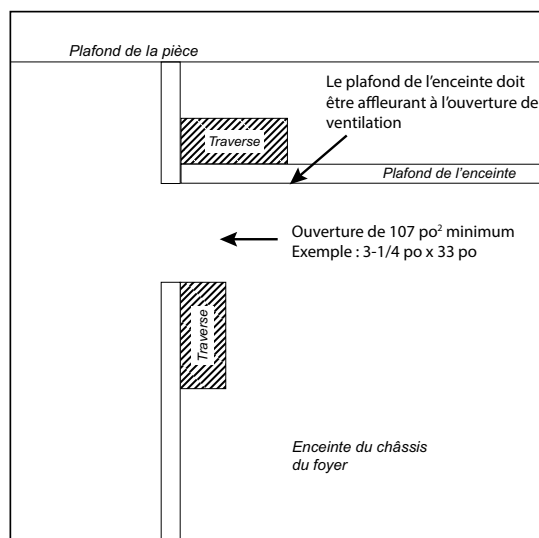 Plafond de la pièce
Le plafond de l'enceinte doit
être affleurant à l'ouverture de
ventilation
Traverse
Plafond de l'enceinte
Ouverture de 107 po² minimum
Exemple : 3-1/4 po x 33 po
Traverse
Enceinte du châssis
du foyer